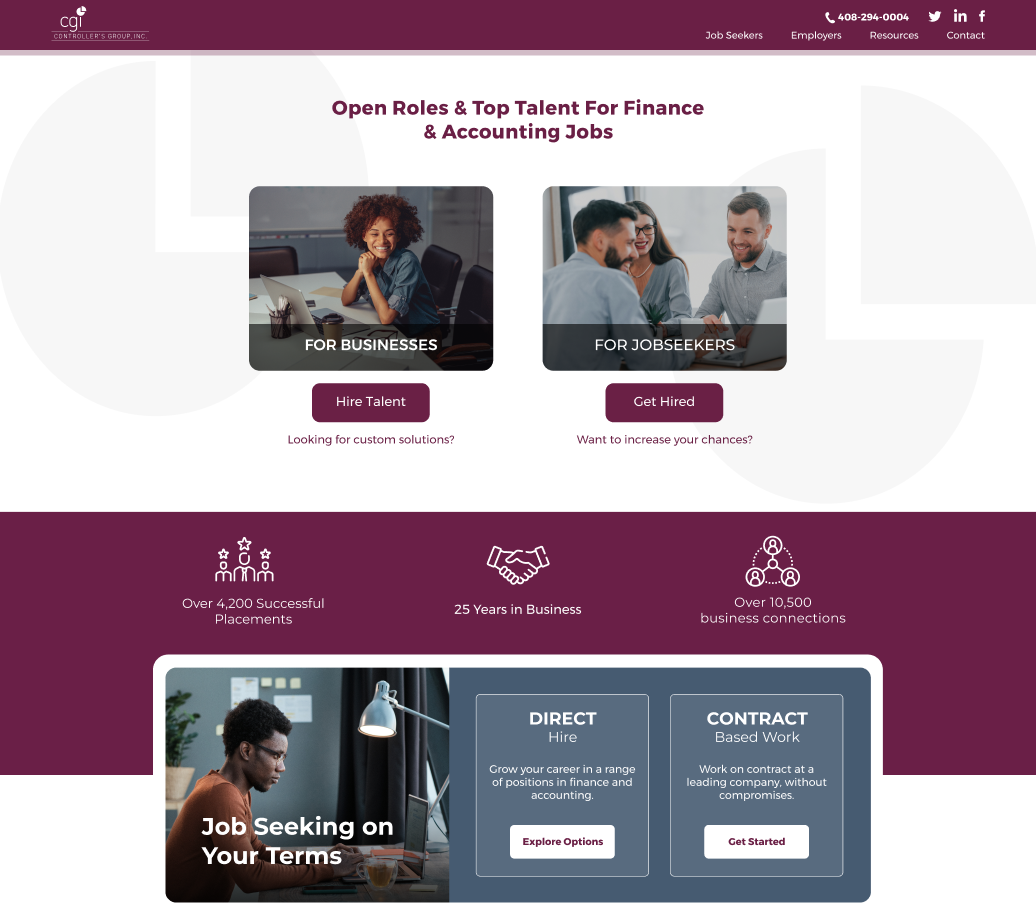 cgi
CONTROLLER'S GROUP, INC.
408-294-0004
Job Seekers Employers Resources Contact
Open Roles & Top Talent For Finance
& Accounting Jobs
FOR BUSINESSES
FOR JOBSEEKERS
Hire Talent
Get Hired
Looking for custom solutions?
Want to increase your chances?
Over 4,200 Successful
Placements
25 Years in Business
Over 10,500
business connections
Job Seeking on
Your Terms
DIRECT
Hire
Grow your career in a range
of positions in finance and
accounting.
Explore Options
CONTRACT
Based Work
Work on contract at a
leading company, without
compromises.
Get Started